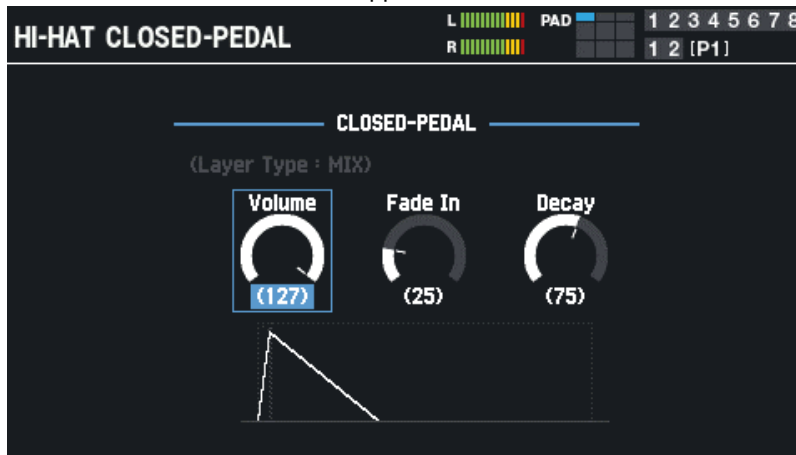 HI-HAT CLOSED-PEDAL
L
R
PAD
1 2 3 4 5 6 7 8
1 2 [P1]
CLOSED-PEDAL
(Layer Type : MIX)
Volume Fade In Decay
(127) (25) (75)